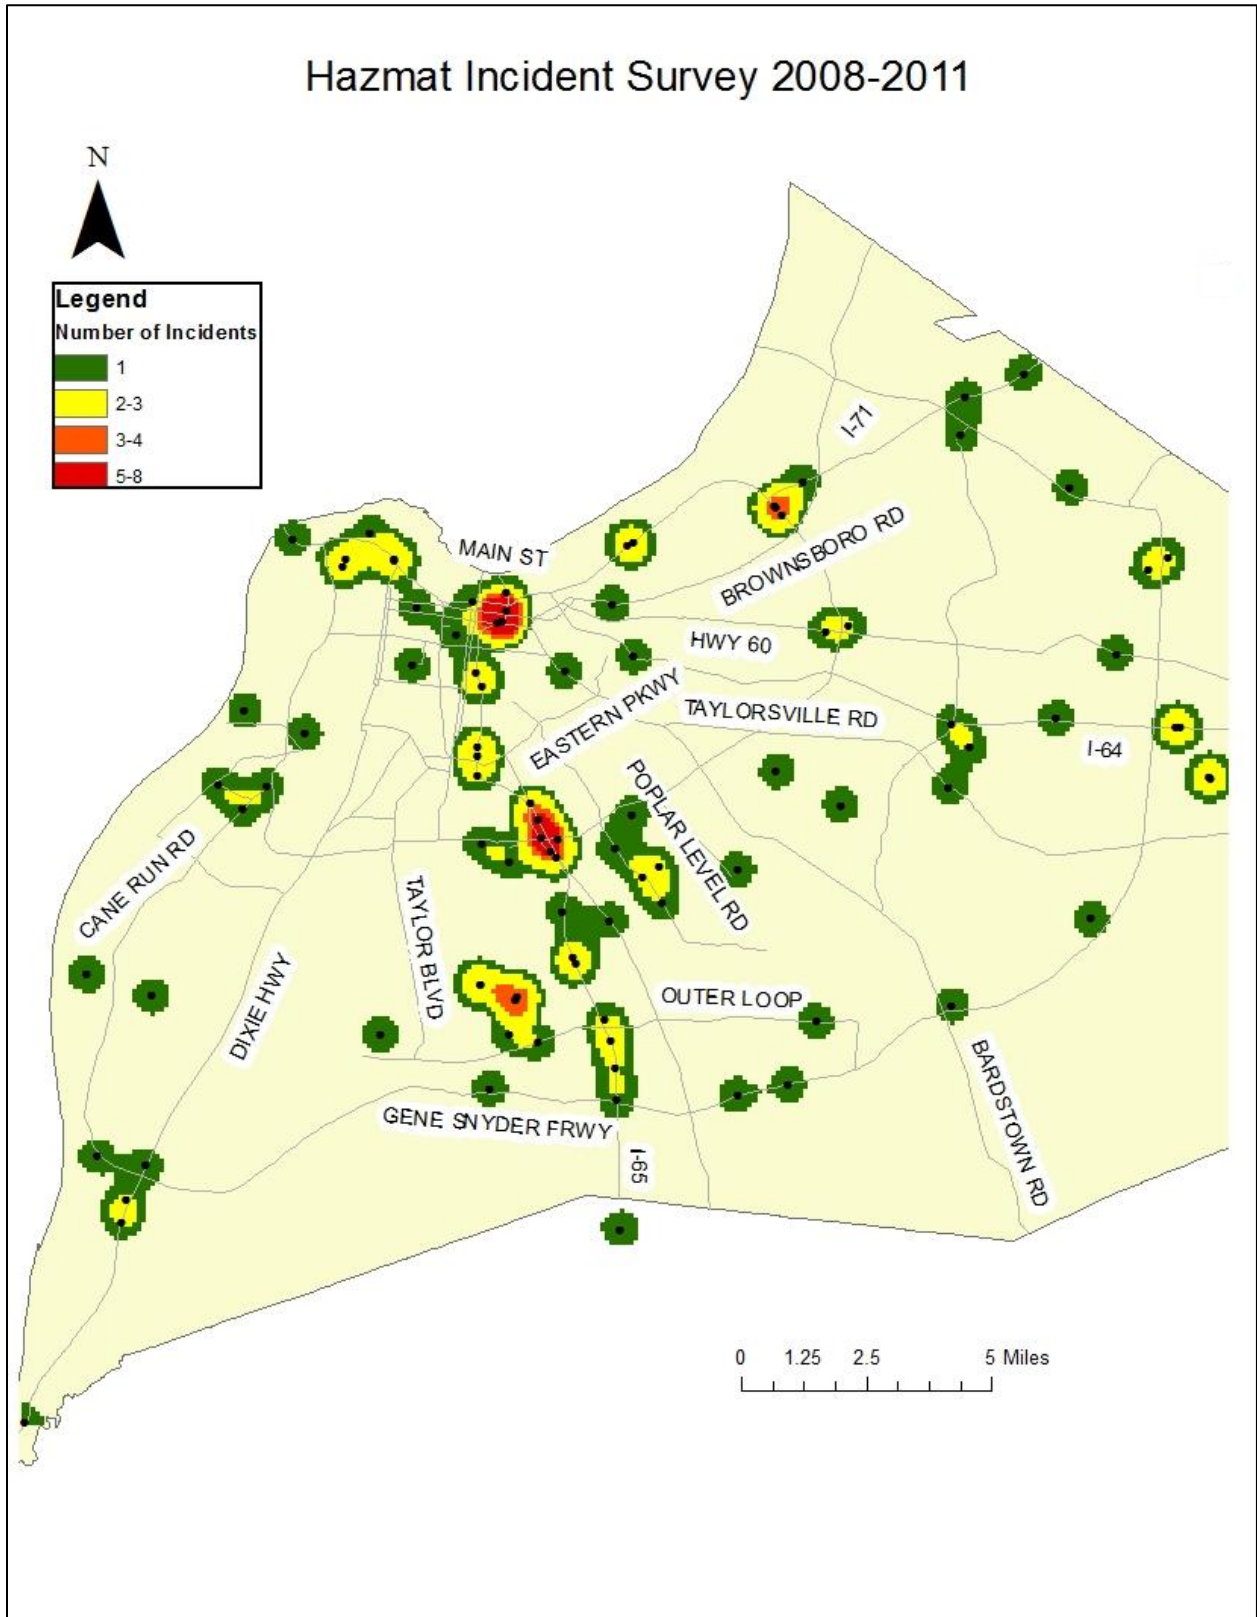 Hazmat Incident Survey 2008-2011
N
Legend
Number of Incidents
1
2-3
3-4
5-8
I-71
MAIN ST
BROWNSBORO RD
HWY 60
EASTERN PKWY
TAYLORSVILLE RD
I-64
POPLAR LEVEL RD
CANE RUN RD
TAYLOR BLVD
DIXIE HWY
OUTER LOOP
BARDSTOWN RD
GENE SNYDER FRWY
I-65
0 1.25 2.5 5 Miles